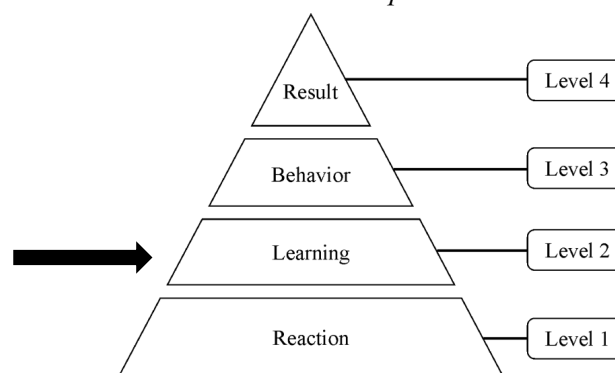 Result
Level 4
Behavior
Level 3
Learning
Level 2
Reaction
Level 1